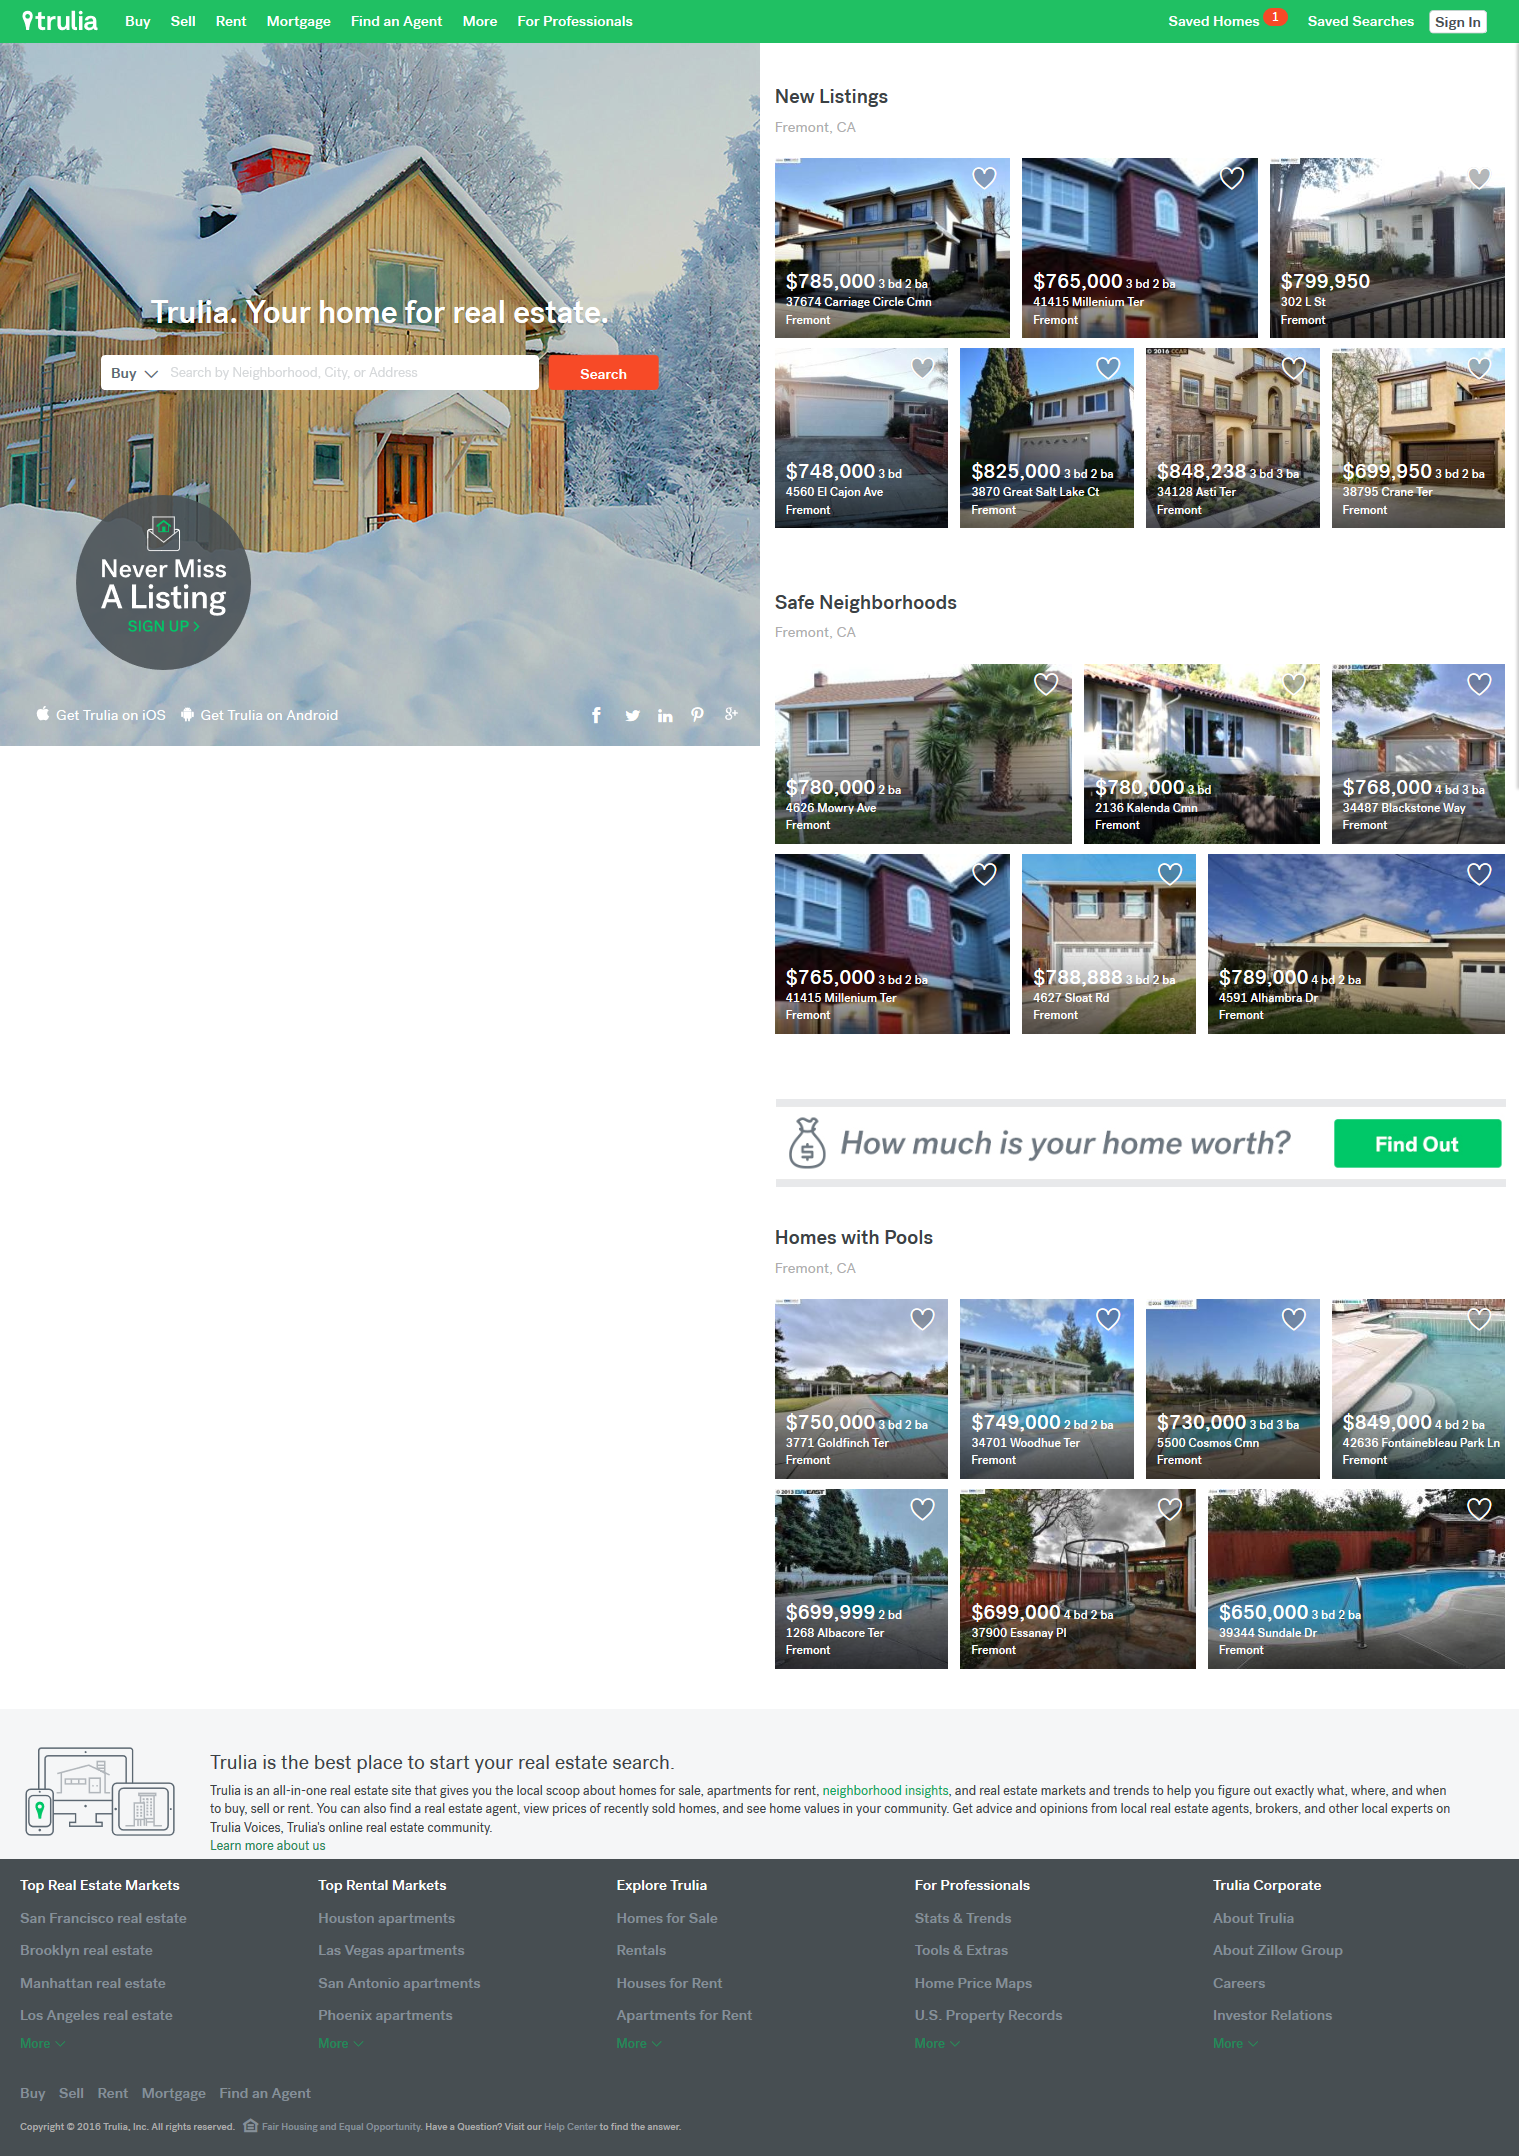 trulia Buy Sell Rent Mortgage Find an Agent More For Professionals Saved Homes 1 Saved Searches Sign In
Trulia. Your home for real estate.
Buy Search by Neighborhood, City, or Address Search
Never Miss
A Listing
SIGN UP >
Get Trulia on iOS Get Trulia on Android
New Listings
Fremont, CA
$785,000 3 bd 2 ba
37674 Carriage Circle Cmn
Fremont
$765,000 3 bd 2 ba
41415 Millenium Ter
Fremont
$799,950
302 L St
Fremont
$748,000 3 bd
4560 El Cajon Ave
Fremont
$825,000 3 bd 2 ba
3870 Great Salt Lake Ct
Fremont
© 2016 CCAR
$848,238 3 bd 3 ba
34128 Asti Ter
Fremont
$699,950 3 bd 2 ba
38795 Crane Ter
Fremont
Safe Neighborhoods
Fremont, CA
$780,000 2 ba
4626 Mowry Ave
Fremont
$780,000 3 bd
2136 Kalenda Cmn
Fremont
© 2013 BAYEAST
$768,000 4 bd 3 ba
34487 Blackstone Way
Fremont
$765,000 3 bd 2 ba
41415 Millenium Ter
Fremont
$788,888 3 bd 2 ba
4627 Sloat Rd
Fremont
$789,000 4 bd 2 ba
4591 Alhambra Dr
Fremont
How much is your home worth? Find Out
Homes with Pools
Fremont, CA
$750,000 3 bd 2 ba
3771 Goldfinch Ter
Fremont
$749,000 2 bd 2 ba
34701 Woodhue Ter
Fremont
$730,000 3 bd 3 ba
5500 Cosmos Cmn
Fremont
$849,000 4 bd 2 ba
42636 Fontainebleau Park Ln
Fremont
© 2013 BAYEAST
$699,999 2 bd
1268 Albacore Ter
Fremont
$699,000 4 bd 2 ba
37900 Essanay Pl
Fremont
$650,000 3 bd 2 ba
39344 Sundale Dr
Fremont
Trulia is the best place to start your real estate search.
Trulia is an all-in-one real estate site that gives you the local scoop about homes for sale, apartments for rent, neighborhood insights, and real estate markets and trends to help you figure out exactly what, where, and when
to buy, sell or rent. You can also find a real estate agent, view prices of recently sold homes, and see home values in your community. Get advice and opinions from local real estate agents, brokers, and other local experts on
Trulia Voices, Trulia's online real estate community.
Learn more about us
Top Real Estate Markets
San Francisco real estate
Brooklyn real estate
Manhattan real estate
Los Angeles real estate
More
Top Rental Markets
Houston apartments
Las Vegas apartments
San Antonio apartments
Phoenix apartments
More
Explore Trulia
Homes for Sale
Rentals
Houses for Rent
Apartments for Rent
More
For Professionals
Stats & Trends
Tools & Extras
Home Price Maps
U.S. Property Records
More
Trulia Corporate
About Trulia
About Zillow Group
Careers
Investor Relations
More
Buy Sell Rent Mortgage Find an Agent
Copyright © 2016 Trulia, Inc. All rights reserved. Fair Housing and Equal Opportunity. Have a Question? Visit our Help Center to find the answer.